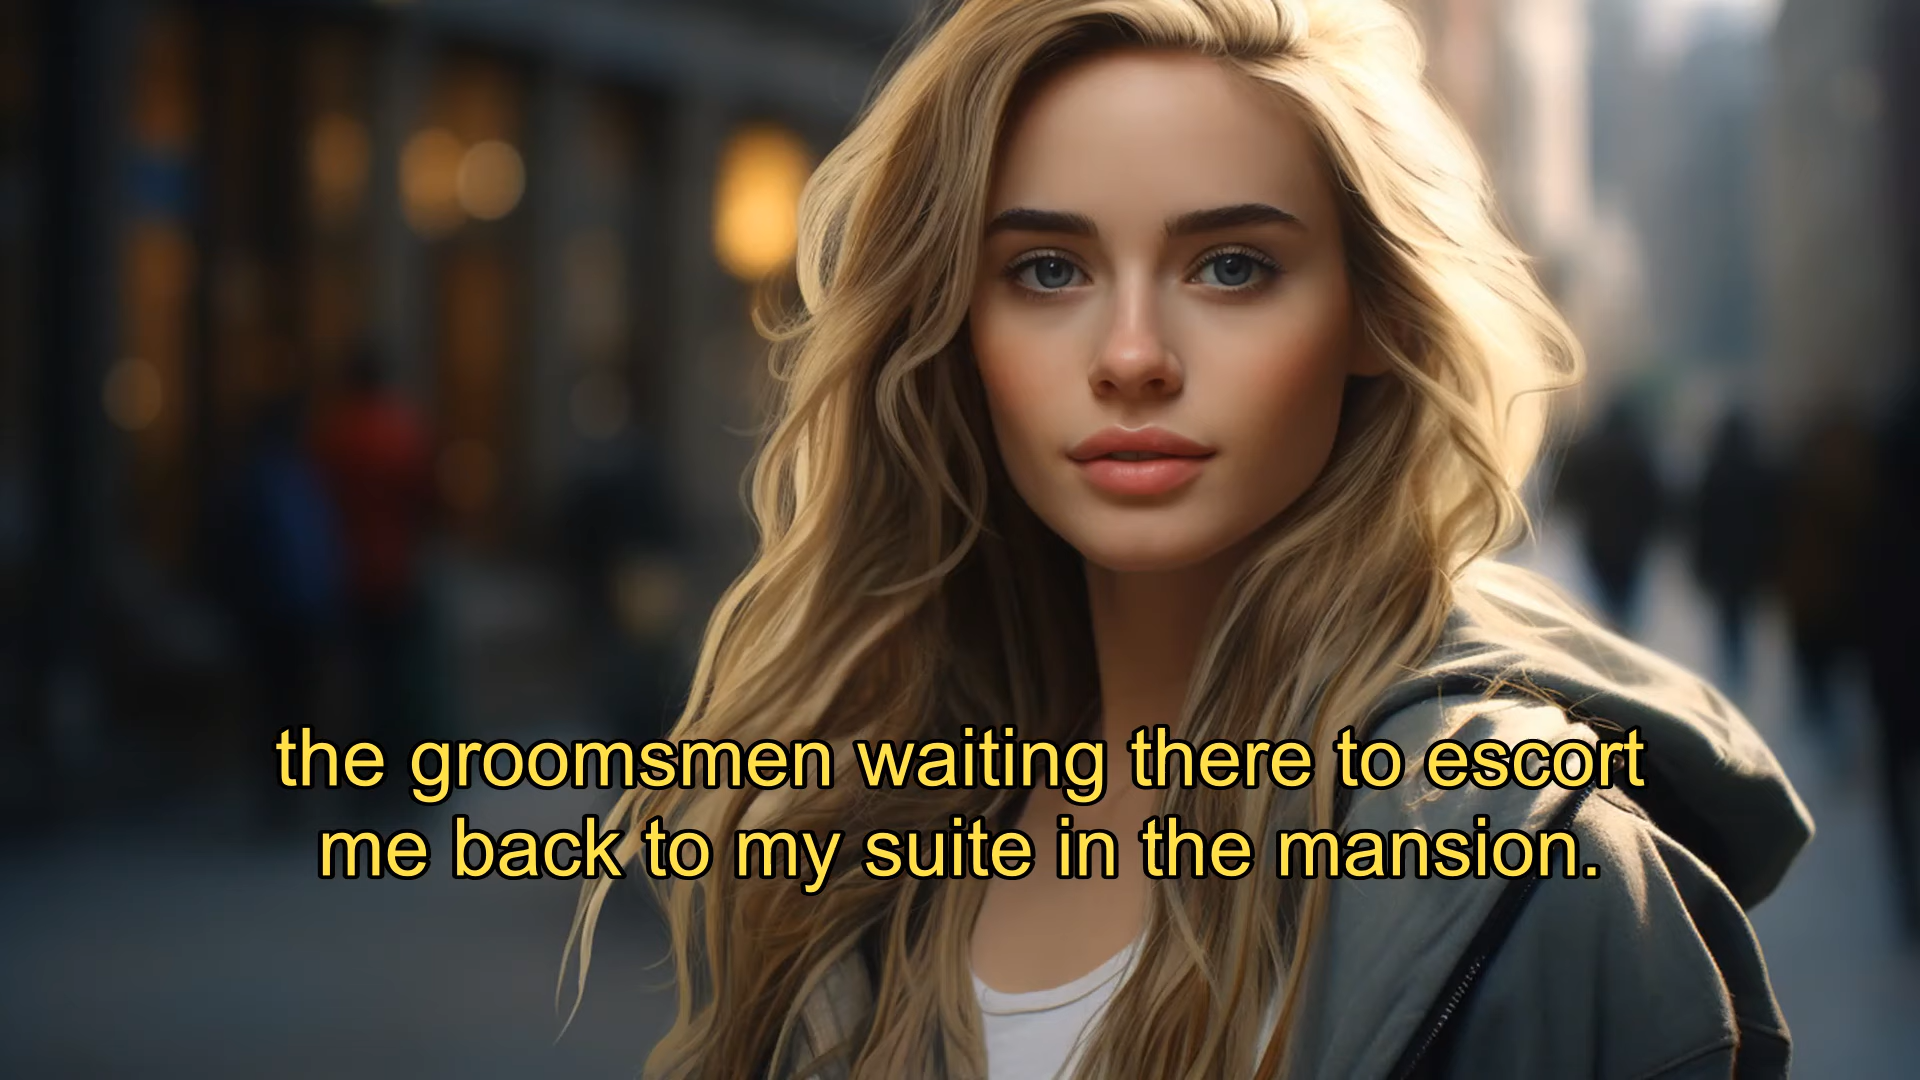 the groomsmen waiting there to escort
me back to my suite in the mansion.